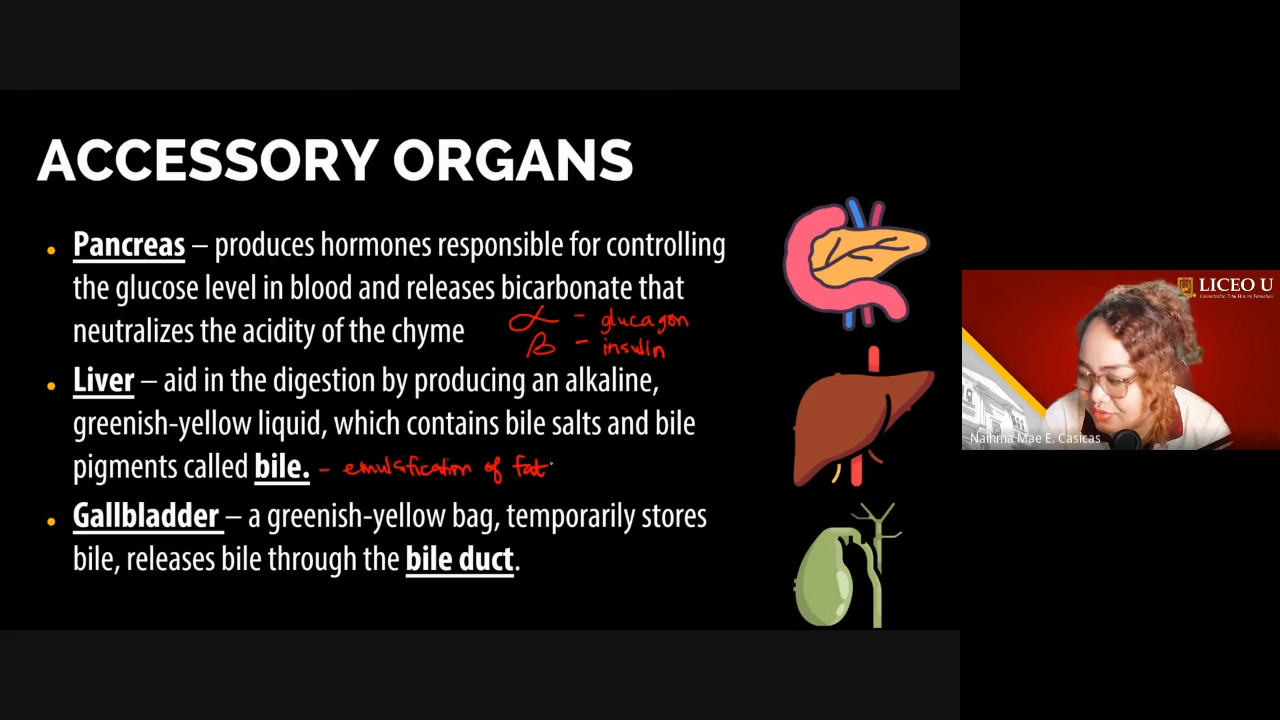 ACCESSORY ORGANS
• Pancreas – produces hormones responsible for controlling
the glucose level in blood and releases bicarbonate that
neutralizes the acidity of the chyme
α – glucagon
β – insulin
• Liver – aid in the digestion by producing an alkaline,
greenish-yellow liquid, which contains bile salts and bile
pigments called bile. – emulsification of fat
• Gallbladder – a greenish-yellow bag, temporarily stores
bile, releases bile through the bile duct.
LICEO U
Naihma Mae E. Casicas